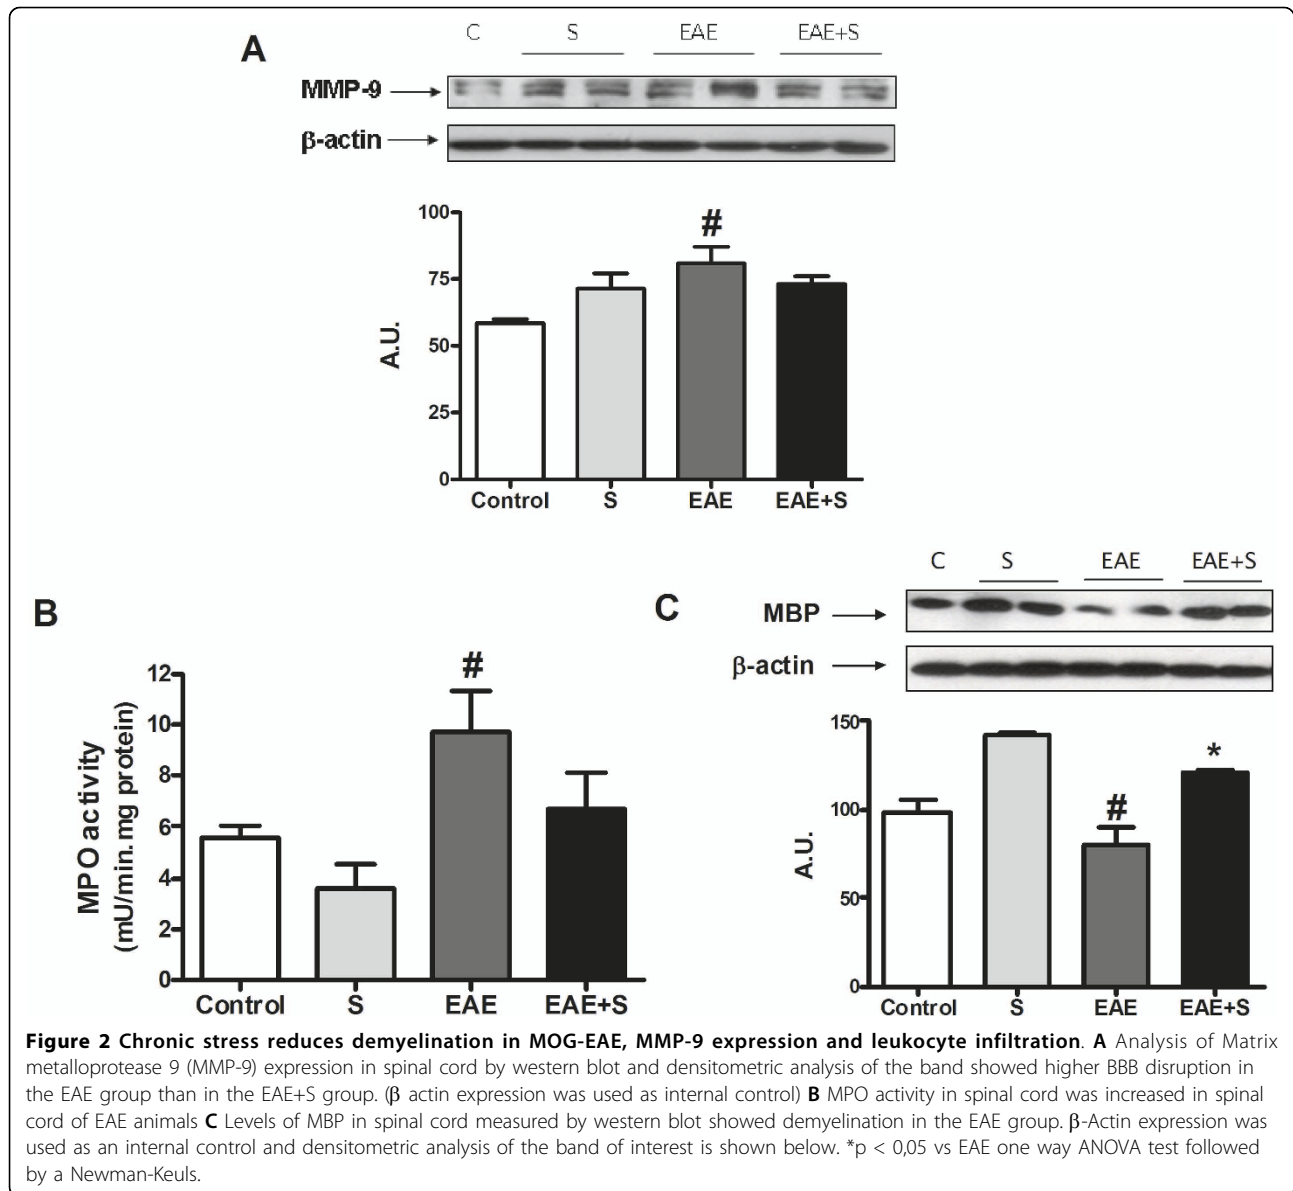 A
C S EAE EAE+S
MMP-9
β-actin
100
75
50
25
0
A.U.
#
Control S EAE EAE+S
B
12
10
8
6
4
2
0
MPO activity
(mU/min.mg protein)
#
Control S EAE EAE+S
C
C S EAE EAE+S
MBP
β-actin
150
100
50
0
A.U.
#
*
Control S EAE EAE+S
Figure 2 Chronic stress reduces demyelination in MOG-EAE, MMP-9 expression and leukocyte infiltration. A Analysis of Matrix
metalloprotease 9 (MMP-9) expression in spinal cord by western blot and densitometric analysis of the band showed higher BBB disruption in
the EAE group than in the EAE+S group. (β actin expression was used as internal control) B MPO activity in spinal cord was increased in spinal
cord of EAE animals C Levels of MBP in spinal cord measured by western blot showed demyelination in the EAE group. β-Actin expression was
used as an internal control and densitometric analysis of the band of interest is shown below. *p < 0,05 vs EAE one way ANOVA test followed
by a Newman-Keuls.